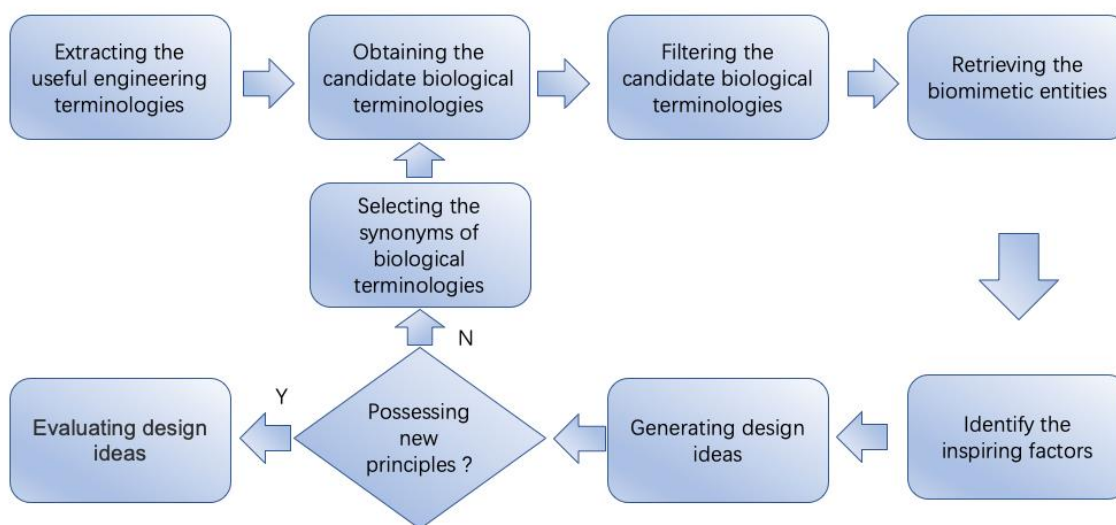 Extracting the
useful engineering
terminologies
Obtaining the
candidate biological
terminologies
Filtering the
candidate biological
terminologies
Retrieving the
biomimetic entities
Selecting the
synonyms of
biological
terminologies
N
Identify the
inspiring factors
Generating design
ideas
Possessing
new
principles ?
Y
Evaluating design
ideas